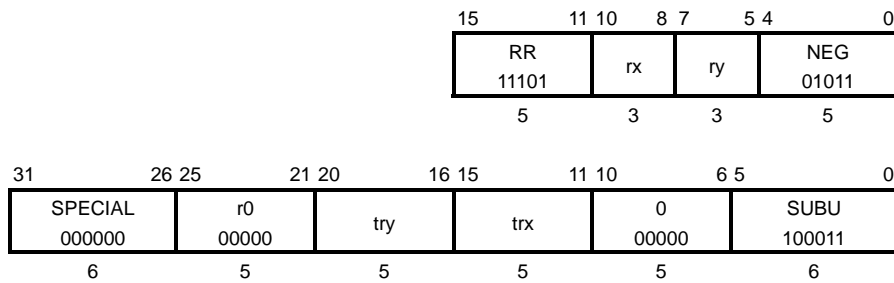 15 11 10 8 7 5 4 0
RR rx ry NEG
11101 01011
5 3 3 5
31 26 25 21 20 16 15 11 10 6 5 0
SPECIAL r0 try trx 0 SUBU
000000 00000 00000 100011
6 5 5 5 5 6